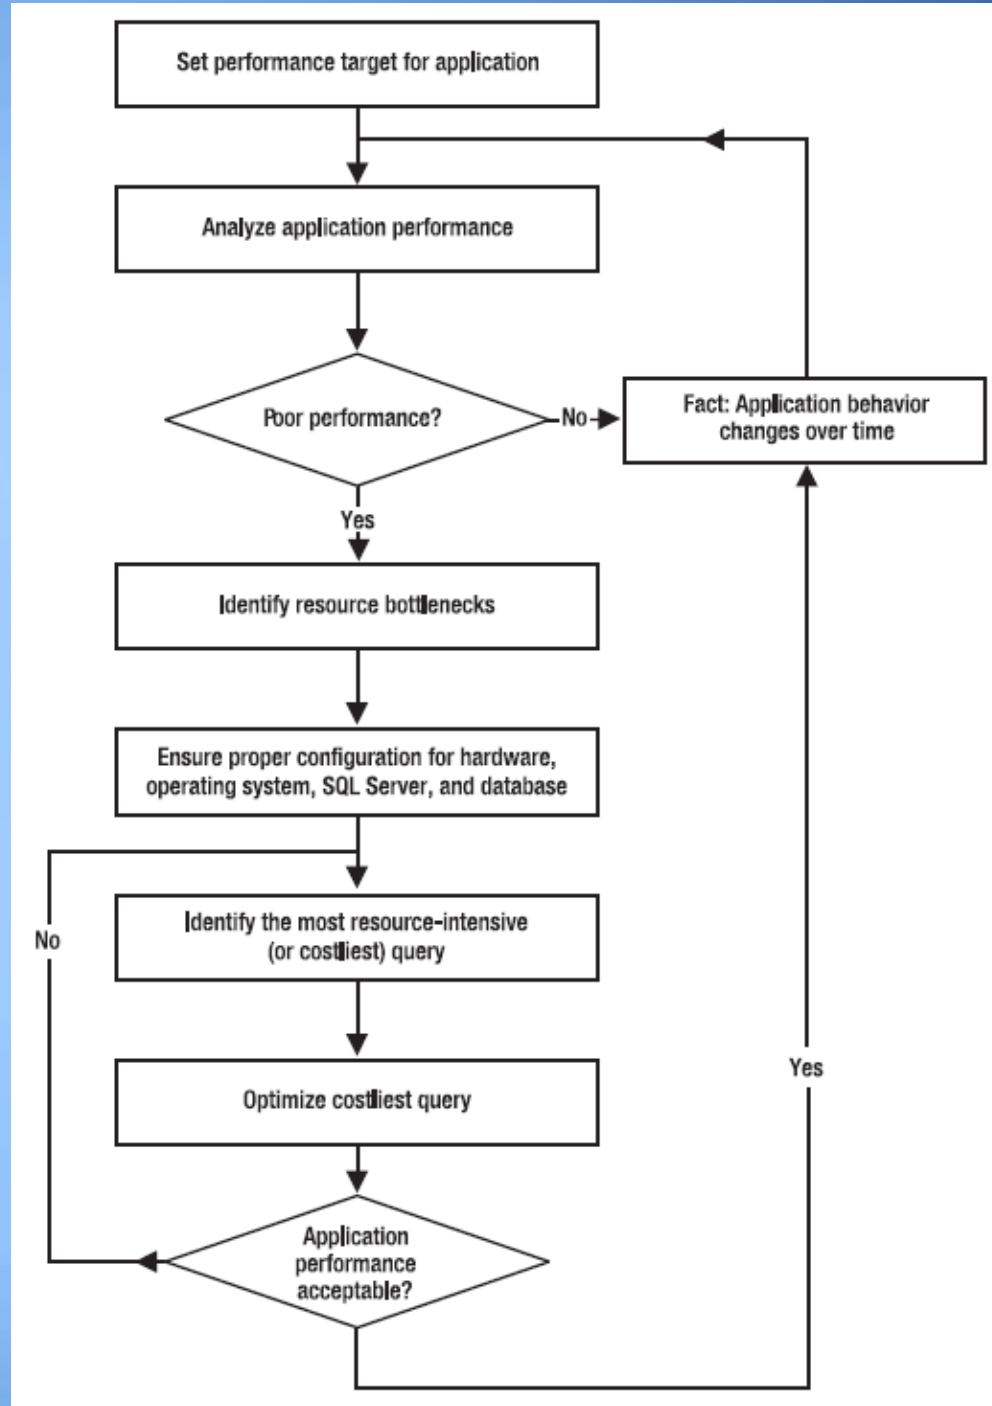 Set performance target for application
Analyze application performance
Poor performance?
No
Fact: Application behavior
changes over time
Yes
Identify resource bottlenecks
Ensure proper configuration for hardware,
operating system, SQL Server, and database
Identify the most resource-intensive
(or costliest) query
No
Optimize costliest query
Yes
Application
performance
acceptable?